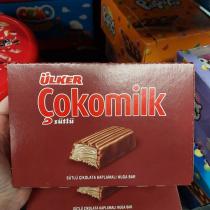 ÜLKER
Çokomilk
sütlü
SÜTLÜ ÇİKOLATA KAPLAMALI NUGA BAR